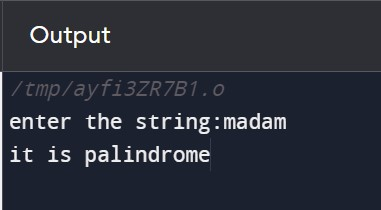 Output
/tmp/ayfi3ZR7B1.o
enter the string:madam
it is palindrome